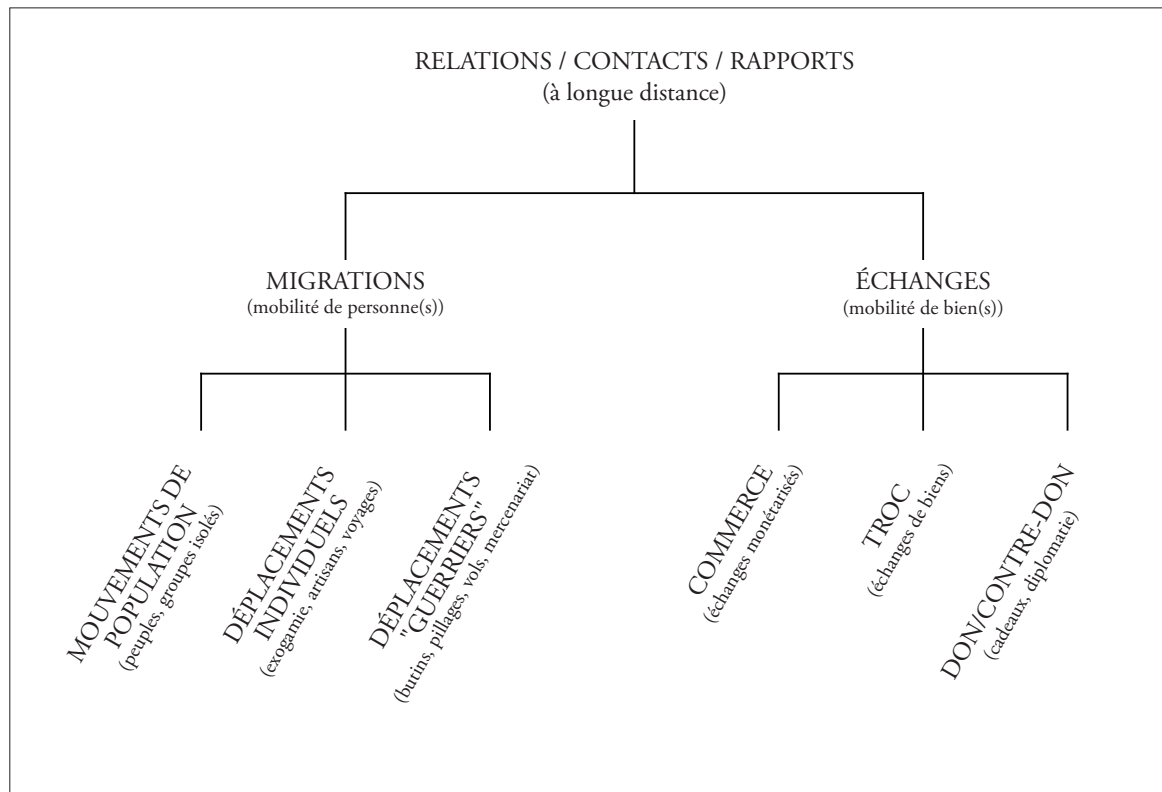 RELATIONS / CONTACTS / RAPPORTS
(à longue distance)
MIGRATIONS
(mobilité de personne(s))
ÉCHANGES
(mobilité de bien(s))
MOUVEMENTS DE
POPULATION
(peuples, groupes isolés)
DÉPLACEMENTS
INDIVIDUELS
(exogamie, artisans, voyages)
DÉPLACEMENTS
"GUERRIERS"
(butins, pillages, vols, mercenariat)
COMMERCE
(échanges monétarisés)
TROC
(échanges de biens)
DON/CONTRE-DON
(cadeaux, diplomatie)